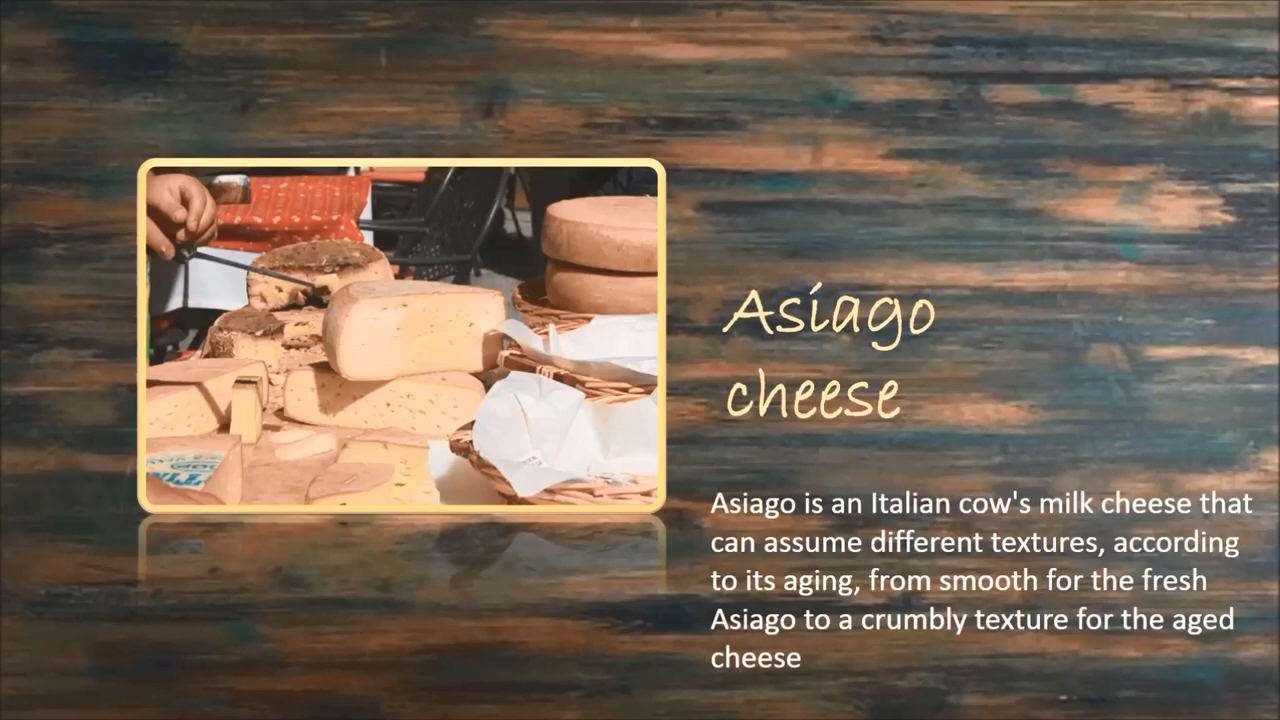 Asiago
cheese
Asiago is an Italian cow's milk cheese that
can assume different textures, according
to its aging, from smooth for the fresh
Asiago to a crumbly texture for the aged
cheese